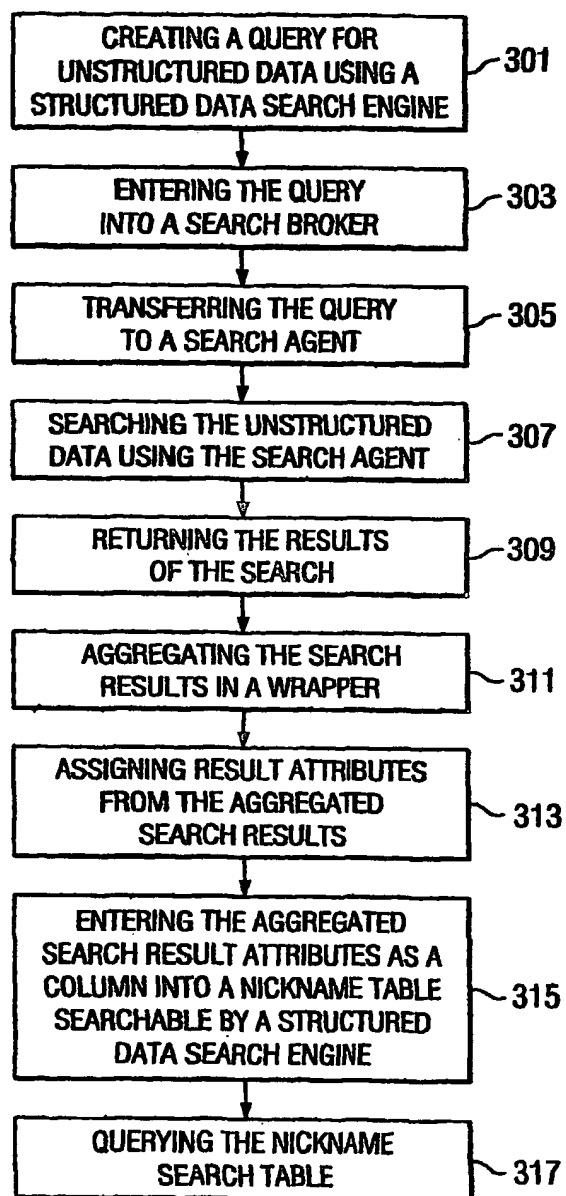 CREATING A QUERY FOR
UNSTRUCTURED DATA USING A
STRUCTURED DATA SEARCH ENGINE
301
ENTERING THE QUERY
INTO A SEARCH BROKER
303
TRANSFERRING THE QUERY
TO A SEARCH AGENT
305
SEARCHING THE UNSTRUCTURED
DATA USING THE SEARCH AGENT
307
RETURNING THE RESULTS
OF THE SEARCH
309
AGGREGATING THE SEARCH
RESULTS IN A WRAPPER
311
ASSIGNING RESULT ATTRIBUTES
FROM THE AGGREGATED
SEARCH RESULTS
313
ENTERING THE AGGREGATED
SEARCH RESULT ATTRIBUTES AS A
COLUMN INTO A NICKNAME TABLE
SEARCHABLE BY A STRUCTURED
DATA SEARCH ENGINE
315
QUERYING THE NICKNAME
SEARCH TABLE
317